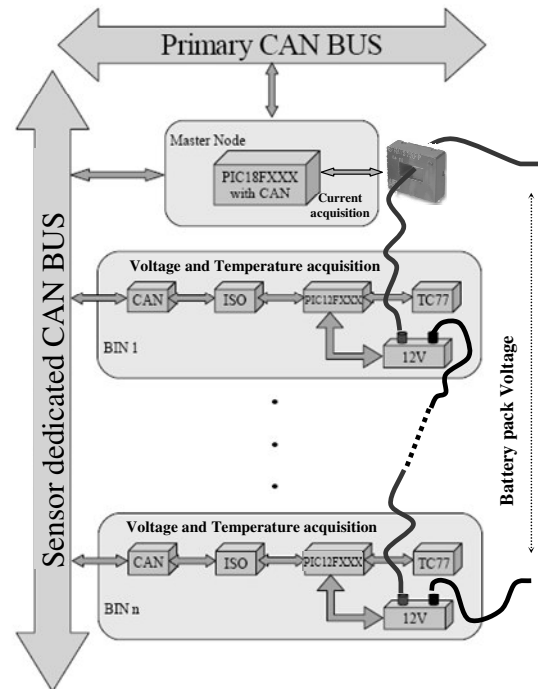 Primary CAN BUS
Sensor dedicated CAN BUS
Master Node
PIC18FXXX
with CAN
Current
acquisition
Voltage and Temperature acquisition
CAN
ISO
PIC12FXXX
TC77
12V
BIN 1
Battery pack Voltage
Voltage and Temperature acquisition
CAN
ISO
PIC12FXXX
TC77
12V
BIN n